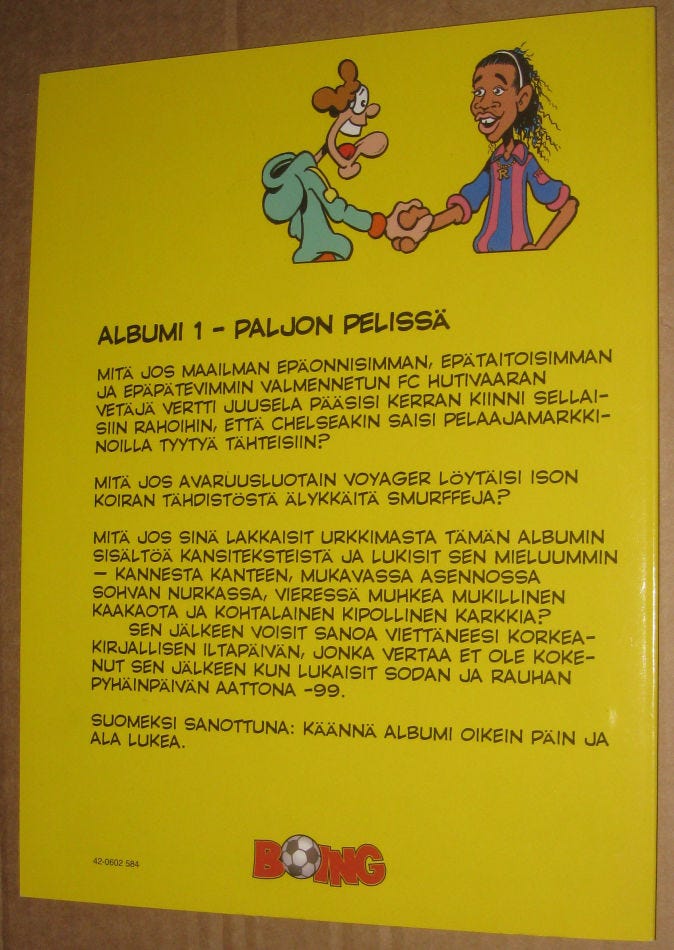 ALBUMI 1 - PALJON PELISSÄ
MITÄ JOS MAAILMAN EPÄONNISIMMAN, EPÄTAITOISIMMAN
JA EPÄPÄTEVIMMIN VALMENNETUN FC HUTIVAARAN
VETÄJÄ VERTTI JUUSELA PÄÄSISI KERRAN KIINNI SELLAI-
SIIN RAHOIHIN, ETTÄ CHELSEAKIN SAISI PELAAJAMARKKI-
NOILLA TYYTYÄ TÄHTEISIIN?
MITÄ JOS AVARUUSLUOTAIN VOYAGER LÖYTÄISI ISON
KOIRAN TÄHDISTÖSTÄ ÄLYKKÄITÄ SMURFFEJA?
MITÄ JOS SINÄ LAKKAISIT URKKIMASTA TÄMÄN ALBUMIN
SISÄLTÖÄ KANSITEKSTEISTÄ JA LUKISIT SEN MIELUUMMIN
– KANNESTA KANTEEN, MUKAVASSA ASENNOSSA
SOHVAN NURKASSA, VIERESSÄ MUHKEA MUKILLINEN
KAAKAOTA JA KOHTALAINEN KIPOLLINEN KARKKIA?
SEN JÄLKEEN VOISIT SANOA VIETTÄNEESI KORKEA-
KIRJALLISEN ILTAPÄIVÄN, JONKA VERTAA ET OLE KOKE-
NUT SEN JÄLKEEN KUN LUKAISIT SODAN JA RAUHAN
PYHÄINPÄIVÄN AATTONA -99.
SUOMEKSI SANOTTUNA: KÄÄNNÄ ALBUMI OIKEIN PÄIN JA
ALA LUKEA.
42-0602 584
BOING